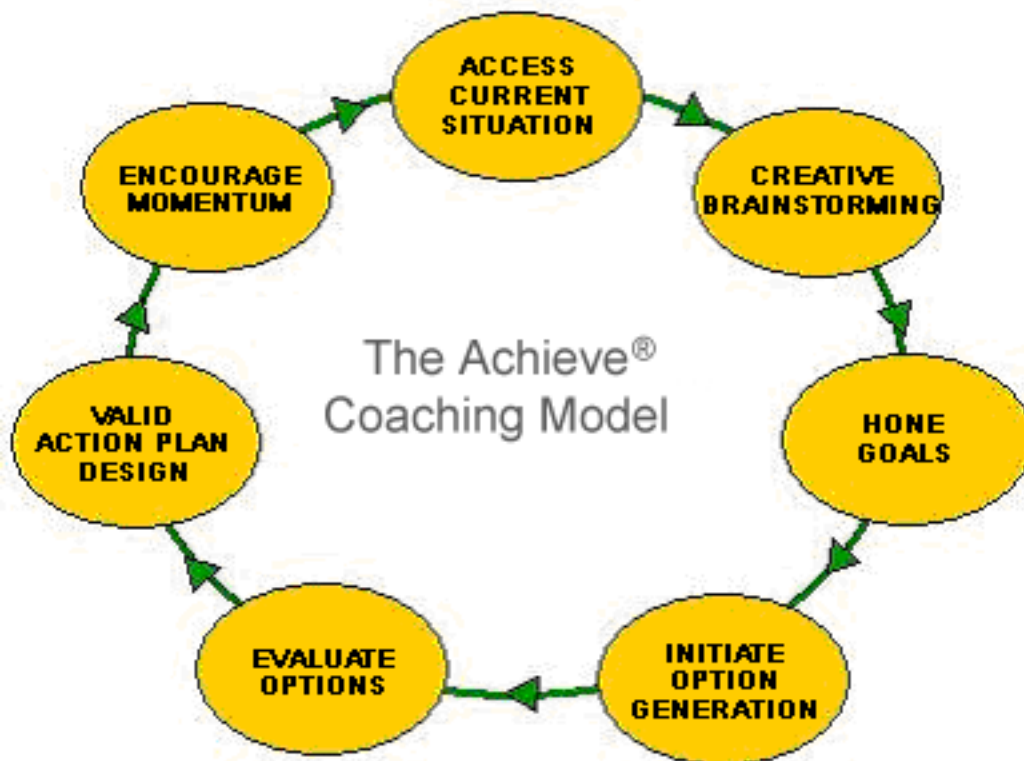 ACCESS
CURRENT
SITUATION
CREATIVE
BRAINSTORMING
HONE
GOALS
INITIATE
OPTION
GENERATION
EVALUATE
OPTIONS
VALID
ACTION PLAN
DESIGN
ENCOURAGE
MOMENTUM
The Achieve®
Coaching Model